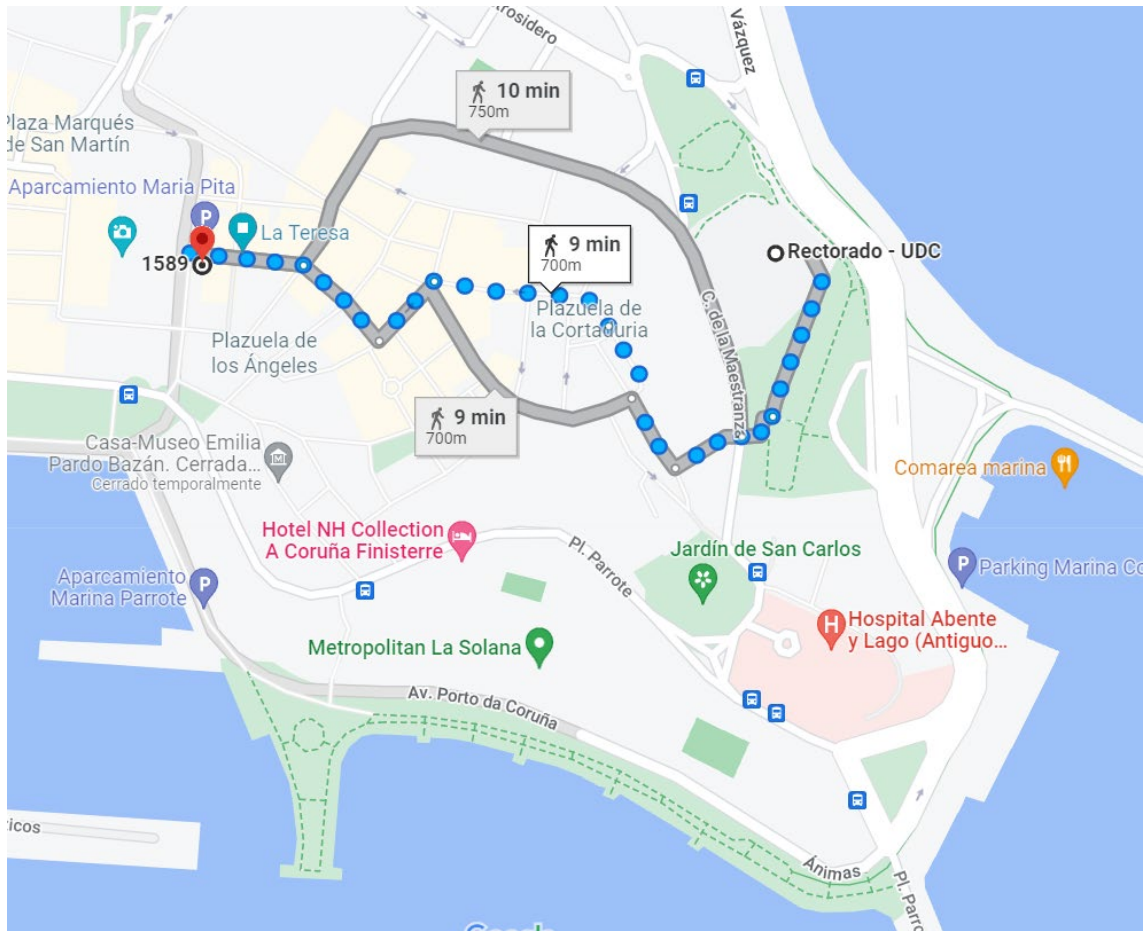 rosidero
Vázquez
10 min
750m
Plaza Marqués
de San Martín
Aparcamiento Maria Pita
P
La Teresa
1589
9 min
700m
Rectorado - UDC
Plazuela de
la Cortaduria
Plazuela de
los Ángeles
C. de la Maestranza
9 min
700m
Casa-Museo Emilia
Pardo Bazán. Cerrada...
Cerrado temporalmente
Comarea marina
Hotel NH Collection
A Coruña Finisterre
Pl. Parrote
Jardín de San Carlos
Aparcamiento
Marina Parrote
P
P
Parking Marina Co
H
Hospital Abente
y Lago (Antiguo...
Metropolitan La Solana
Av. Porto da Coruña
ticos
Ánimas
Pl. Parro
Google